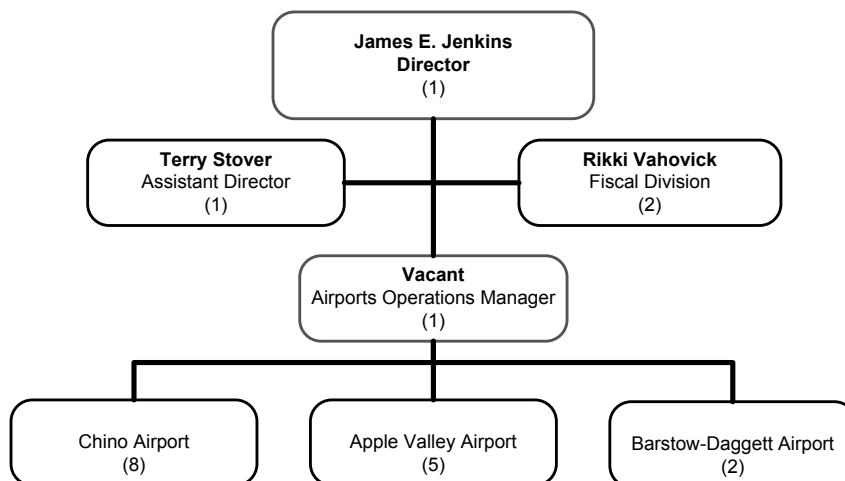 James E. Jenkins
Director
(1)
Terry Stover
Assistant Director
(1)
Rikki Vahovick
Fiscal Division
(2)
Vacant
Airports Operations Manager
(1)
Chino Airport
(8)
Apple Valley Airport
(5)
Barstow-Daggett Airport
(2)